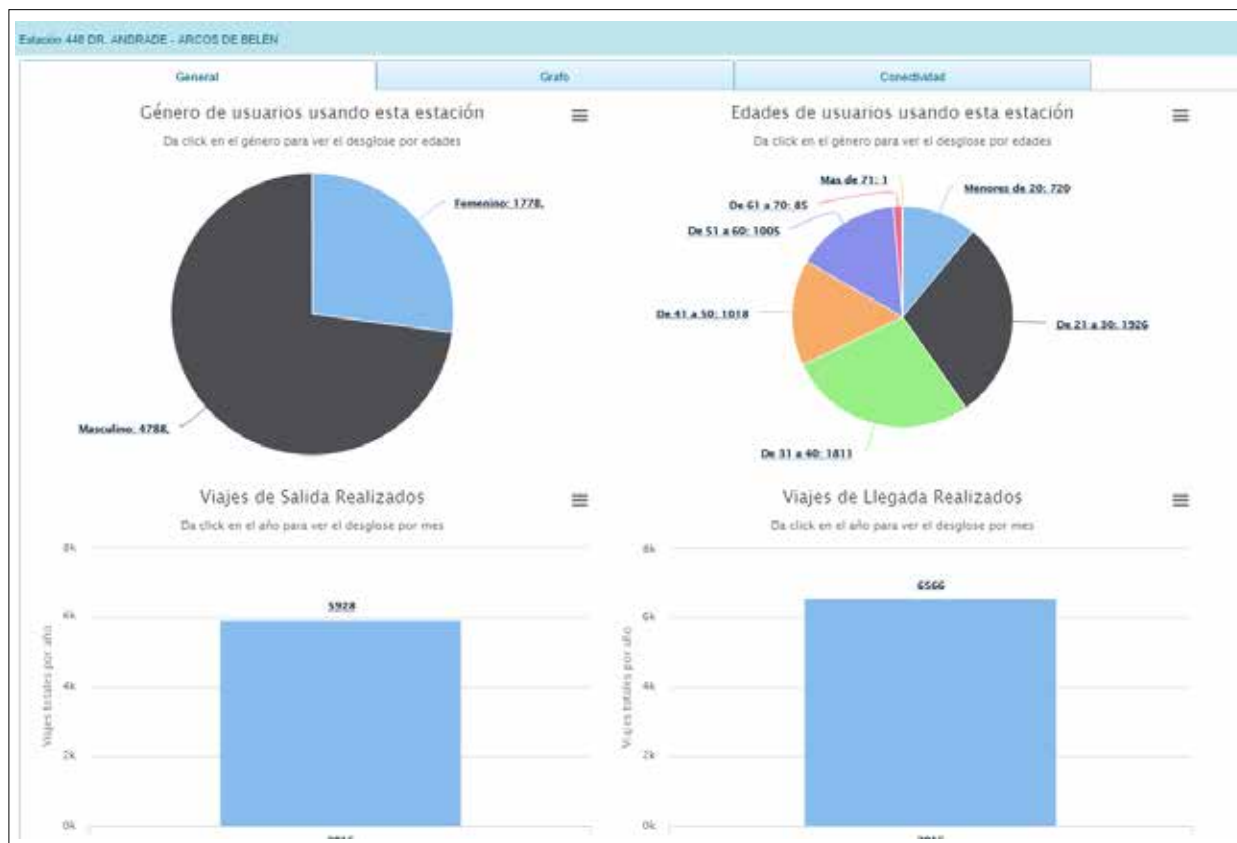 Estación 448 DR. ANDRADE - ARCOS DE BELÉN
General
Grafo
Conectividad
Género de usuarios usando esta estación
Da click en el género para ver el desglose por edades
Femenino: 1778,
Masculino: 4788,
Edades de usuarios usando esta estación
Da click en el género para ver el desglose por edades
Mas de 71: 1
Menores de 20: 720
De 61 a 70: 85
De 51 a 60: 1005
De 41 a 50: 1018
De 21 a 30: 1926
De 31 a 40: 1811
Viajes de Salida Realizados
Da click en el año para ver el desglose por mes
Viajes totales por año
8k
6k
4k
2k
0k
5928
Viajes de Llegada Realizados
Da click en el año para ver el desglose por mes
Viajes totales por año
8k
6k
4k
2k
0k
6566